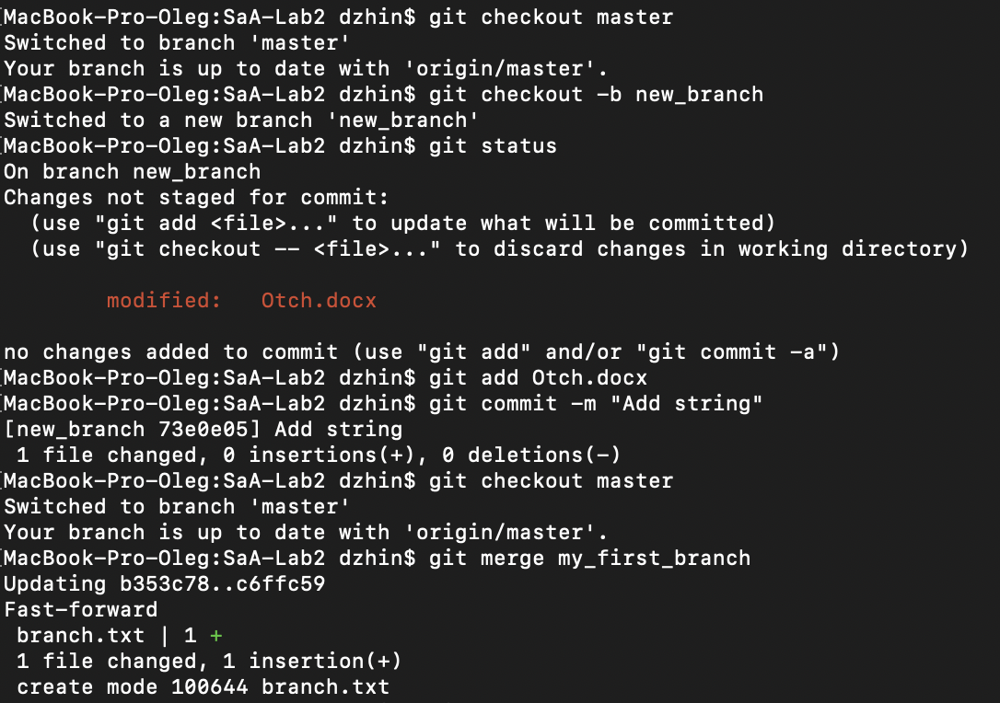 [MacBook-Pro-Oleg:SaA-Lab2 dzhin$ git checkout master
Switched to branch 'master'
Your branch is up to date with 'origin/master'.
[MacBook-Pro-Oleg:SaA-Lab2 dzhin$ git checkout -b new_branch
Switched to a new branch 'new_branch'
[MacBook-Pro-Oleg:SaA-Lab2 dzhin$ git status
On branch new_branch
Changes not staged for commit:
  (use "git add <file>..." to update what will be committed)
  (use "git checkout -- <file>..." to discard changes in working directory)
        modified:   Otch.docx
no changes added to commit (use "git add" and/or "git commit -a")
[MacBook-Pro-Oleg:SaA-Lab2 dzhin$ git add Otch.docx
[MacBook-Pro-Oleg:SaA-Lab2 dzhin$ git commit -m "Add string"
[new_branch 73e0e05] Add string
 1 file changed, 0 insertions(+), 0 deletions(-)
[MacBook-Pro-Oleg:SaA-Lab2 dzhin$ git checkout master
Switched to branch 'master'
Your branch is up to date with 'origin/master'.
[MacBook-Pro-Oleg:SaA-Lab2 dzhin$ git merge my_first_branch
Updating b353c78..c6ffc59
Fast-forward
 branch.txt | 1 +
 1 file changed, 1 insertion(+)
 create mode 100644 branch.txt